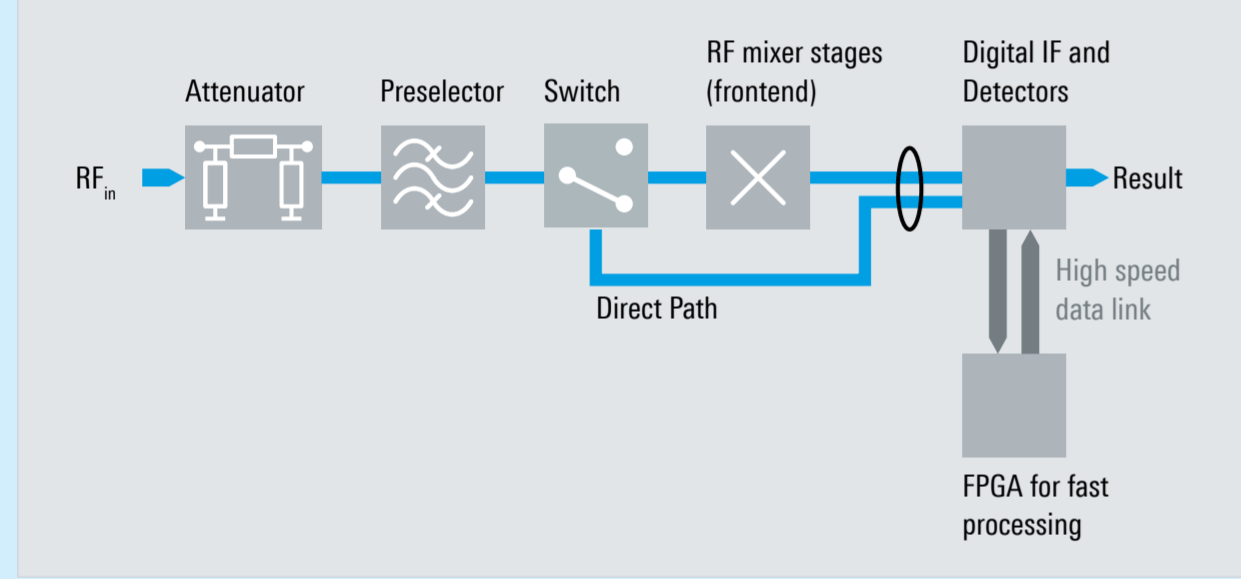 RF mixer stages
(frontend)
Digital IF and
Detectors
Attenuator
Preselector
Switch
RFin
Result
High speed
data link
Direct Path
FPGA for fast
processing